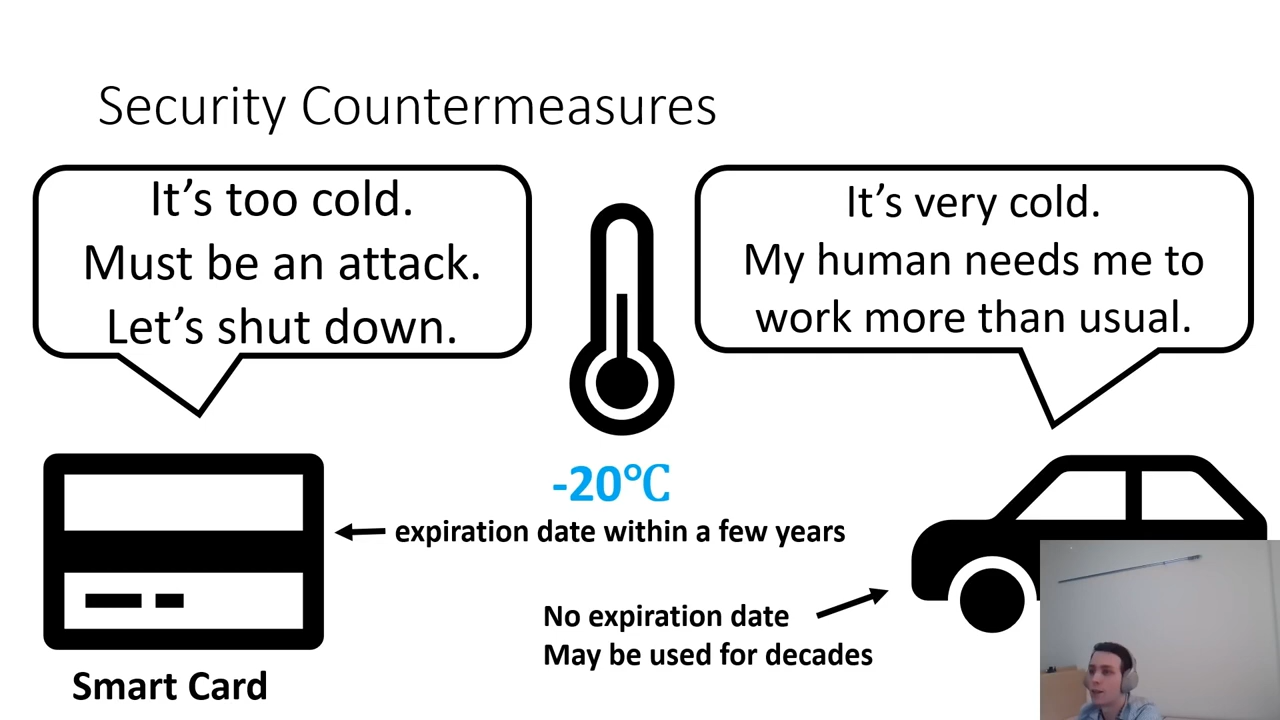 Security Countermeasures
It's too cold.
Must be an attack.
Let's shut down.
It's very cold.
My human needs me to
work more than usual.
-20℃
expiration date within a few years
No expiration date
May be used for decades
Smart Card